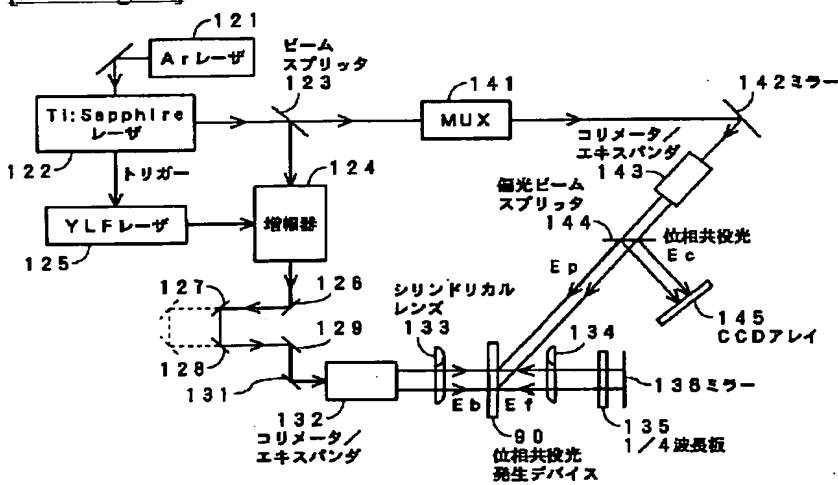 121
Arレーザ
ビーム
スプリッタ
123
141
MUX
142ミラー
コリメータ/
エキスパンダ
143
Ti:Sapphire
レーザ
122
124
トリガー
増幅器
YLFレーザ
125
偏光ビーム
スプリッタ
144
位相共役光
Ec
Ep
145
CCDアレイ
127
126
128
129
シリンドリカル
レンズ
133
134
131
132
コリメータ/
エキスパンダ
Eb
Ef
136ミラー
135
1/4波長板
90
位相共役光
発生デバイス